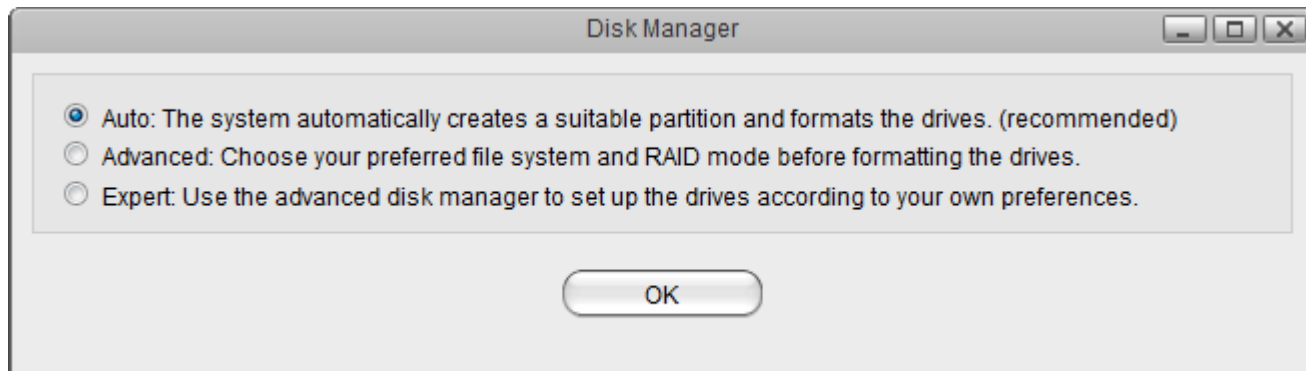 Disk Manager
Auto: The system automatically creates a suitable partition and formats the drives. (recommended)
Advanced: Choose your preferred file system and RAID mode before formatting the drives.
Expert: Use the advanced disk manager to set up the drives according to your own preferences.
OK